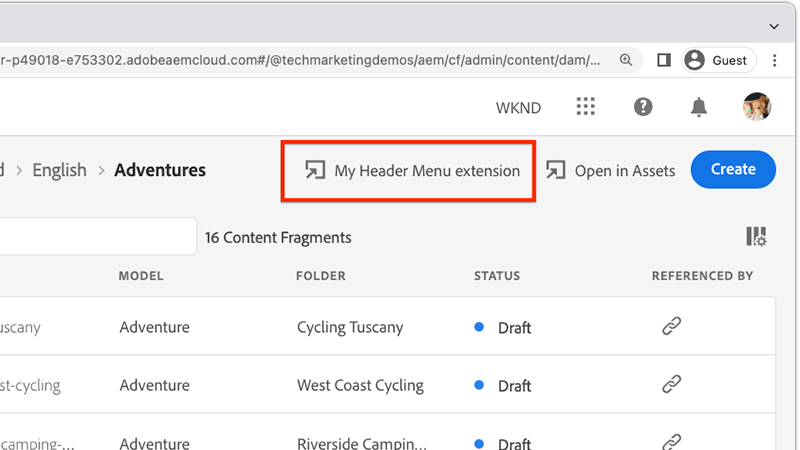 r-p49018-e753302.adobeaemcloud.com#/@techmarketingdemos/aem/cf/admin/content/dam/...
Guest
WKND
English > Adventures
My Header Menu extension
Open in Assets
Create
16 Content Fragments
MODEL FOLDER STATUS REFERENCED BY
uscany Adventure Cycling Tuscany Draft
st-cycling Adventure West Coast Cycling Draft
camping-... Adventure Riverside Campin... Draft